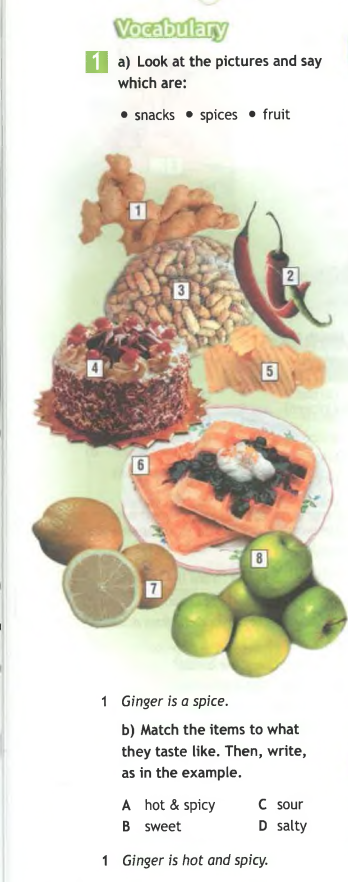 Vocabulary
1 a) Look at the pictures and say
which are:
• snacks • spices • fruit
1
2
3
4
5
6
7
8
1 Ginger is a spice.
b) Match the items to what
they taste like. Then, write,
as in the example.
A hot & spicy C sour
B sweet D salty
1 Ginger is hot and spicy.